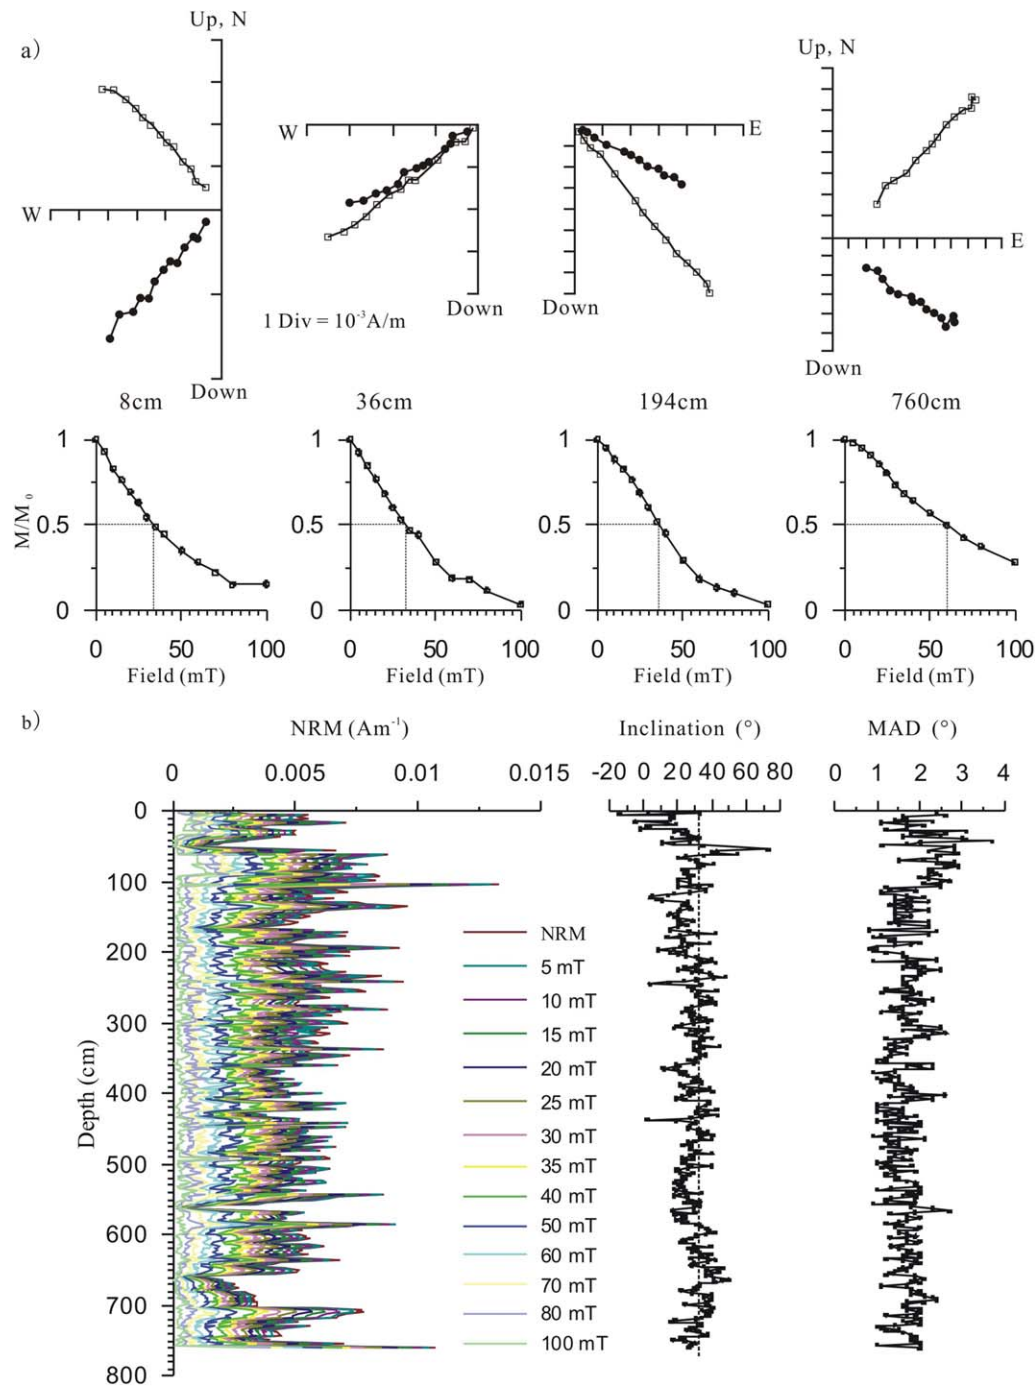 a)
Up, N
Up, N
W
E
W
E
Down
Down
1 Div = 10⁻³A/m
Down
Down
8cm
36cm
194cm
760cm
1
1
1
1
M/M₀
0.5
0.5
0.5
0.5
0
0
0
0
0 50 100
0 50 100
0 50 100
0 50 100
Field (mT)
Field (mT)
Field (mT)
Field (mT)
b)
NRM (Am⁻¹)
Inclination (°)
MAD (°)
0 0.005 0.01 0.015
-20 0 20 40 60 80
0 1 2 3 4
Depth (cm)
0
100
200
300
400
500
600
700
800
NRM
5 mT
10 mT
15 mT
20 mT
25 mT
30 mT
35 mT
40 mT
50 mT
60 mT
70 mT
80 mT
100 mT